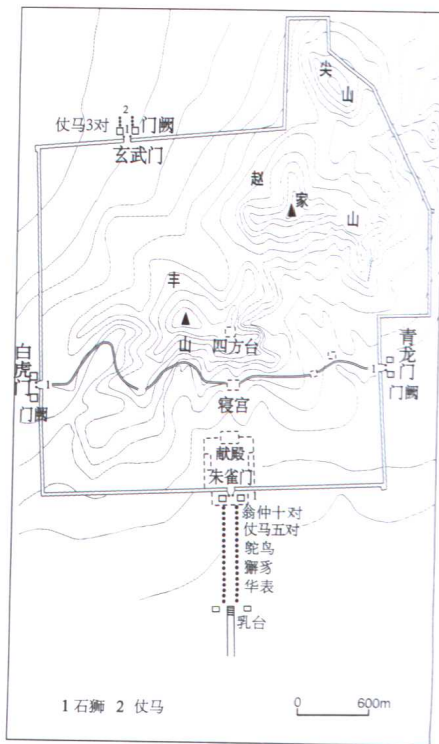 尖山
2
仗马3对
1
门阙
玄武门
赵家山
丰山
四方台
白虎门
1
门阙
寝宫
1
青龙门
门阙
献殿
朱雀门
1
翁仲十对
仗马五对
鸵鸟
獬豸
华表
乳台
1 石狮 2 仗马
0 600m